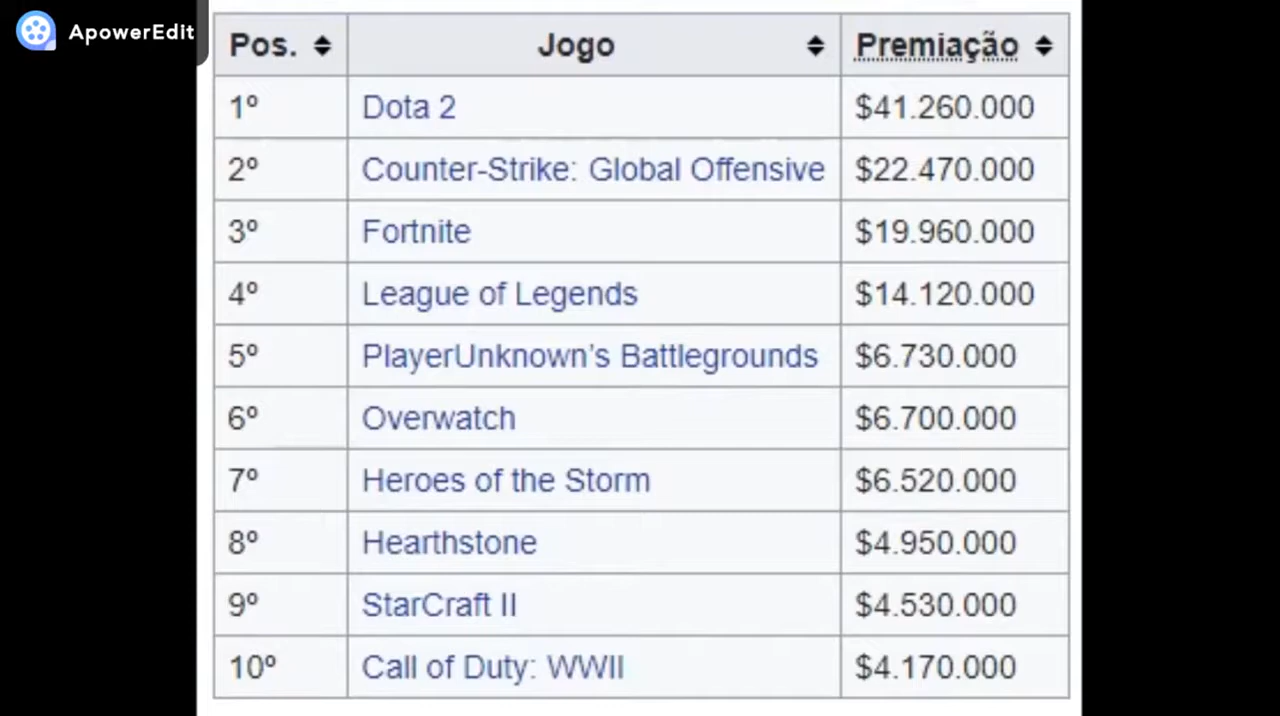 ApowerEdit
Pos. Jogo Premiação
1º Dota 2 $41.260.000
2º Counter-Strike: Global Offensive $22.470.000
3º Fortnite $19.960.000
4º League of Legends $14.120.000
5º PlayerUnknown’s Battlegrounds $6.730.000
6º Overwatch $6.700.000
7º Heroes of the Storm $6.520.000
8º Hearthstone $4.950.000
9º StarCraft II $4.530.000
10º Call of Duty: WWII $4.170.000